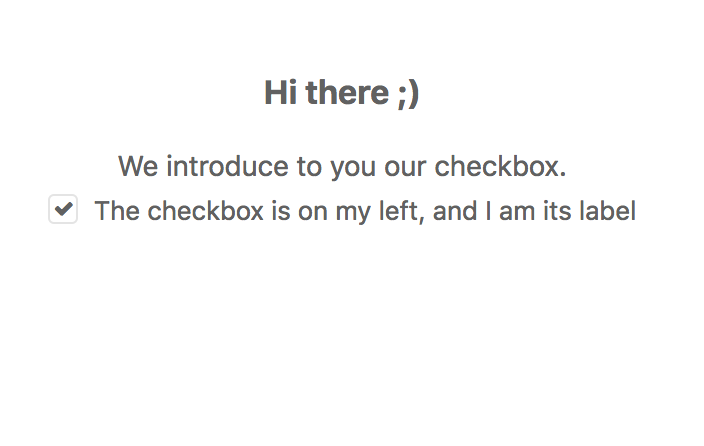 Hi there ;)
We introduce to you our checkbox.
The checkbox is on my left, and I am its label